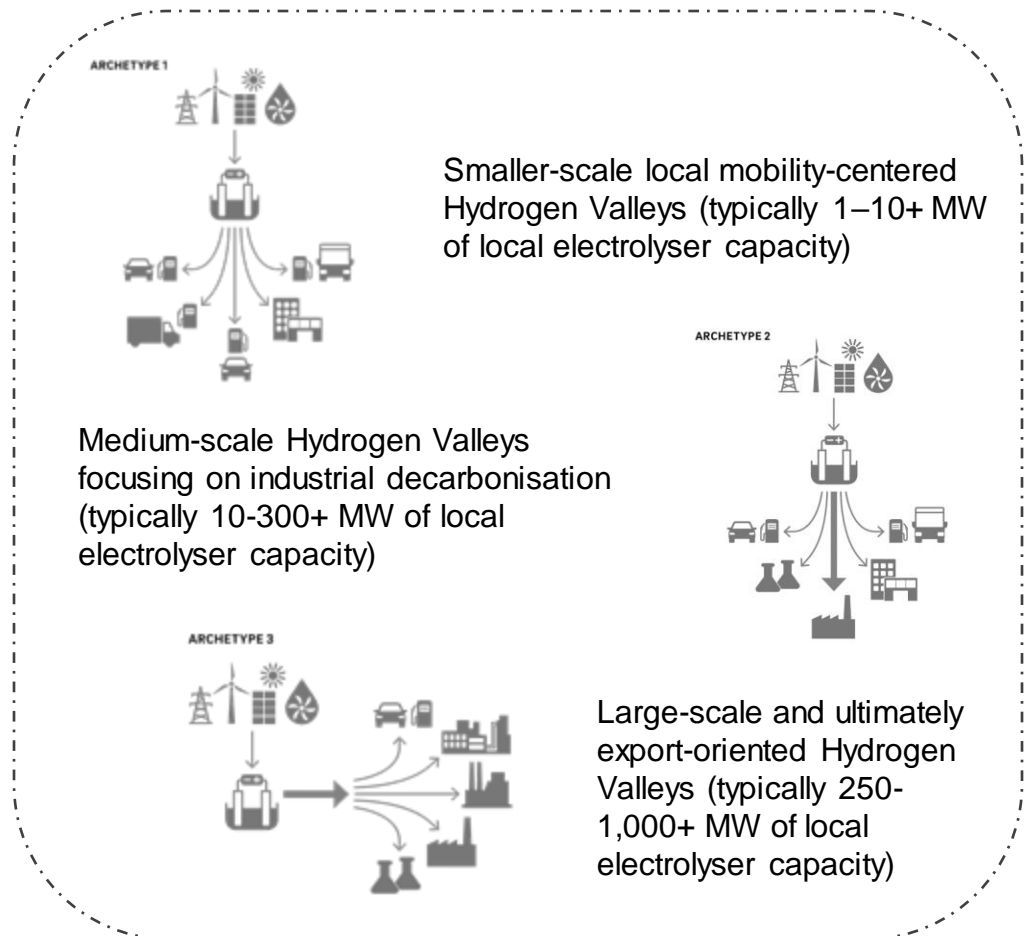 ARCHETYPE 1
Smaller-scale local mobility-centered
Hydrogen Valleys (typically 1–10+ MW
of local electrolyser capacity)
ARCHETYPE 2
Medium-scale Hydrogen Valleys
focusing on industrial decarbonisation
(typically 10-300+ MW of local
electrolyser capacity)
ARCHETYPE 3
Large-scale and ultimately
export-oriented Hydrogen
Valleys (typically 250-
1,000+ MW of local
electrolyser capacity)